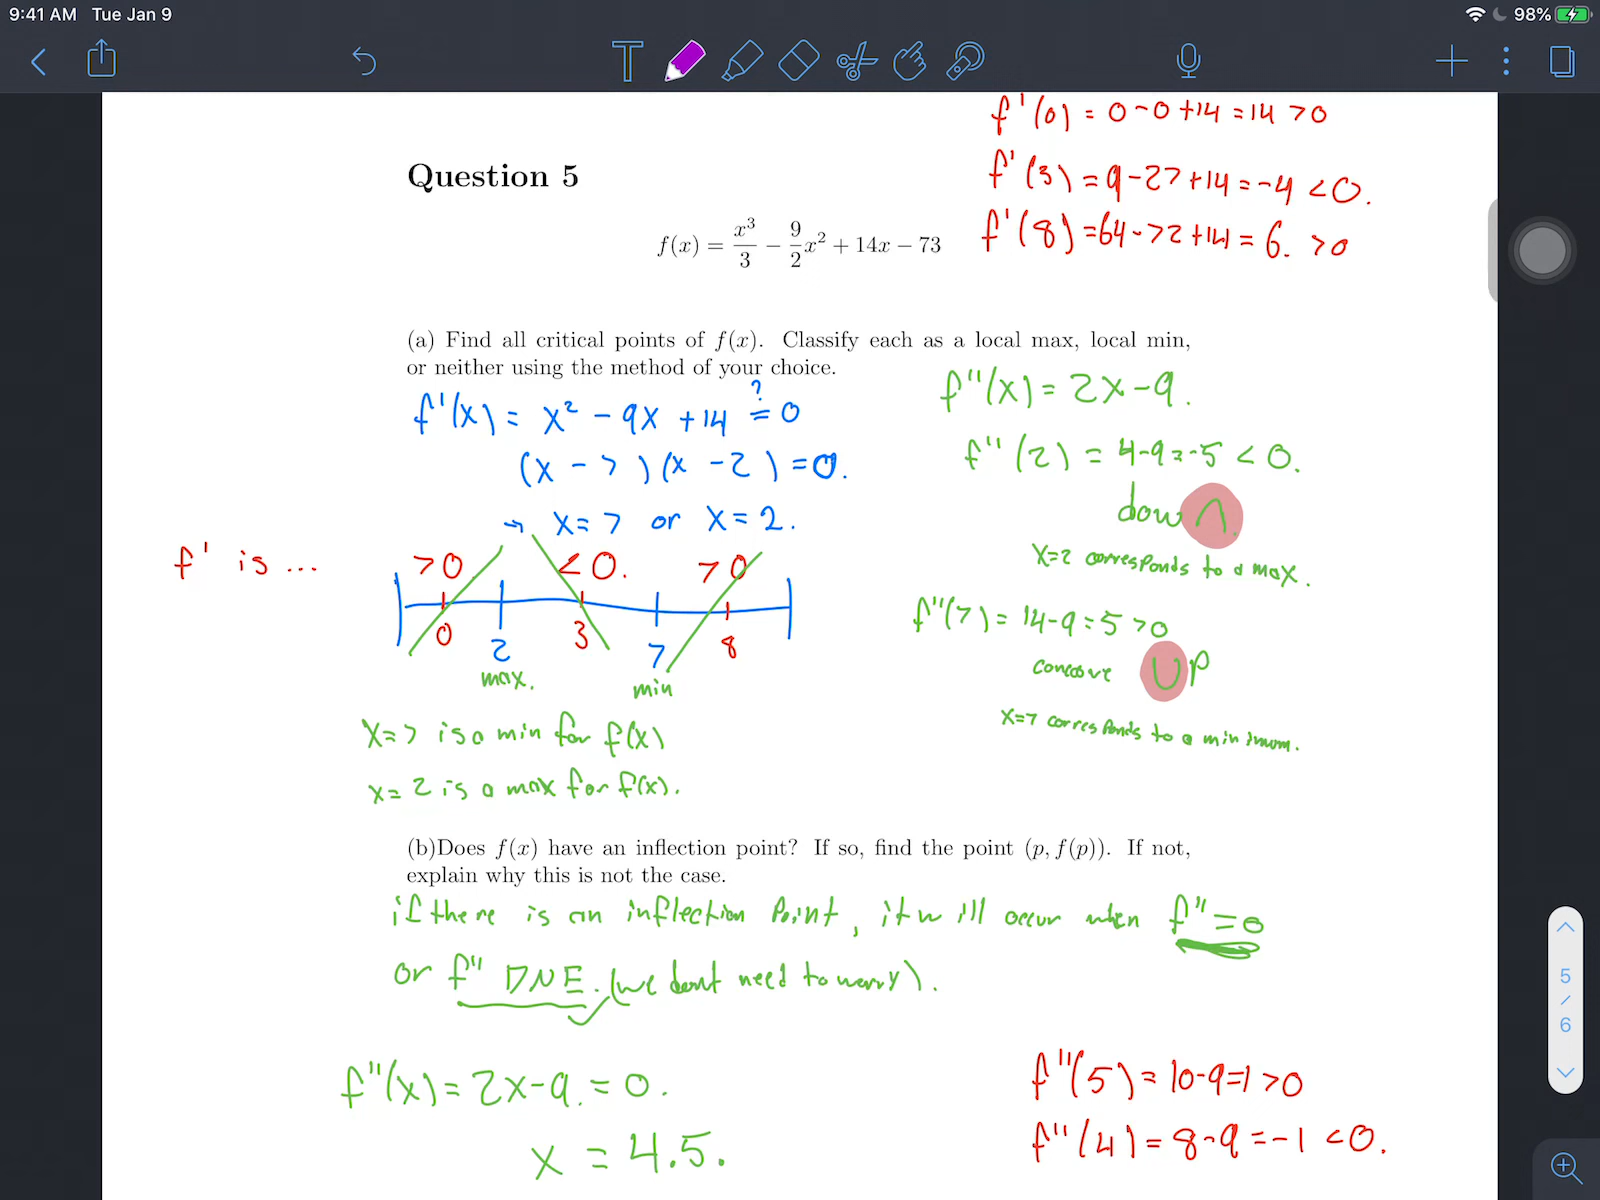 9:41 AM Tue Jan 9
98%
f'(0) = 0-0+14 = 14 >0
Question 5
f'(3) = 9-27+14 = -4 <0.
f(x) = x³/3 − 9/2 x² + 14x − 73
f'(8) = 64-72+14 = 6. >0
(a) Find all critical points of f(x). Classify each as a local max, local min,
or neither using the method of your choice.
f'(x) = x² - 9x + 14 ?= 0
(x - 7)(x - 2) = 0.
→ x = 7 or x = 2.
f' is ...
>0 <0. >0
0 2 3 7 8
max. min
x=7 is a min for f(x)
x=2 is a max for f(x).
f''(x) = 2x-9.
f''(2) = 4-9=-5 <0.
dow∩
x=2 corresponds to a max.
f''(7) = 14-9=5 >0
concave UP
x=7 corresponds to a minimum.
(b)Does f(x) have an inflection point? If so, find the point (p, f(p)). If not,
explain why this is not the case.
if there is an inflection point, it will occur when f''=0
or f'' DNE. (we dont need to worry).
f''(x) = 2x-9. = 0.
x = 4.5.
f''(5) = 10-9=1 >0
f''(4) = 8-9 = -1 <0.
5
/
6